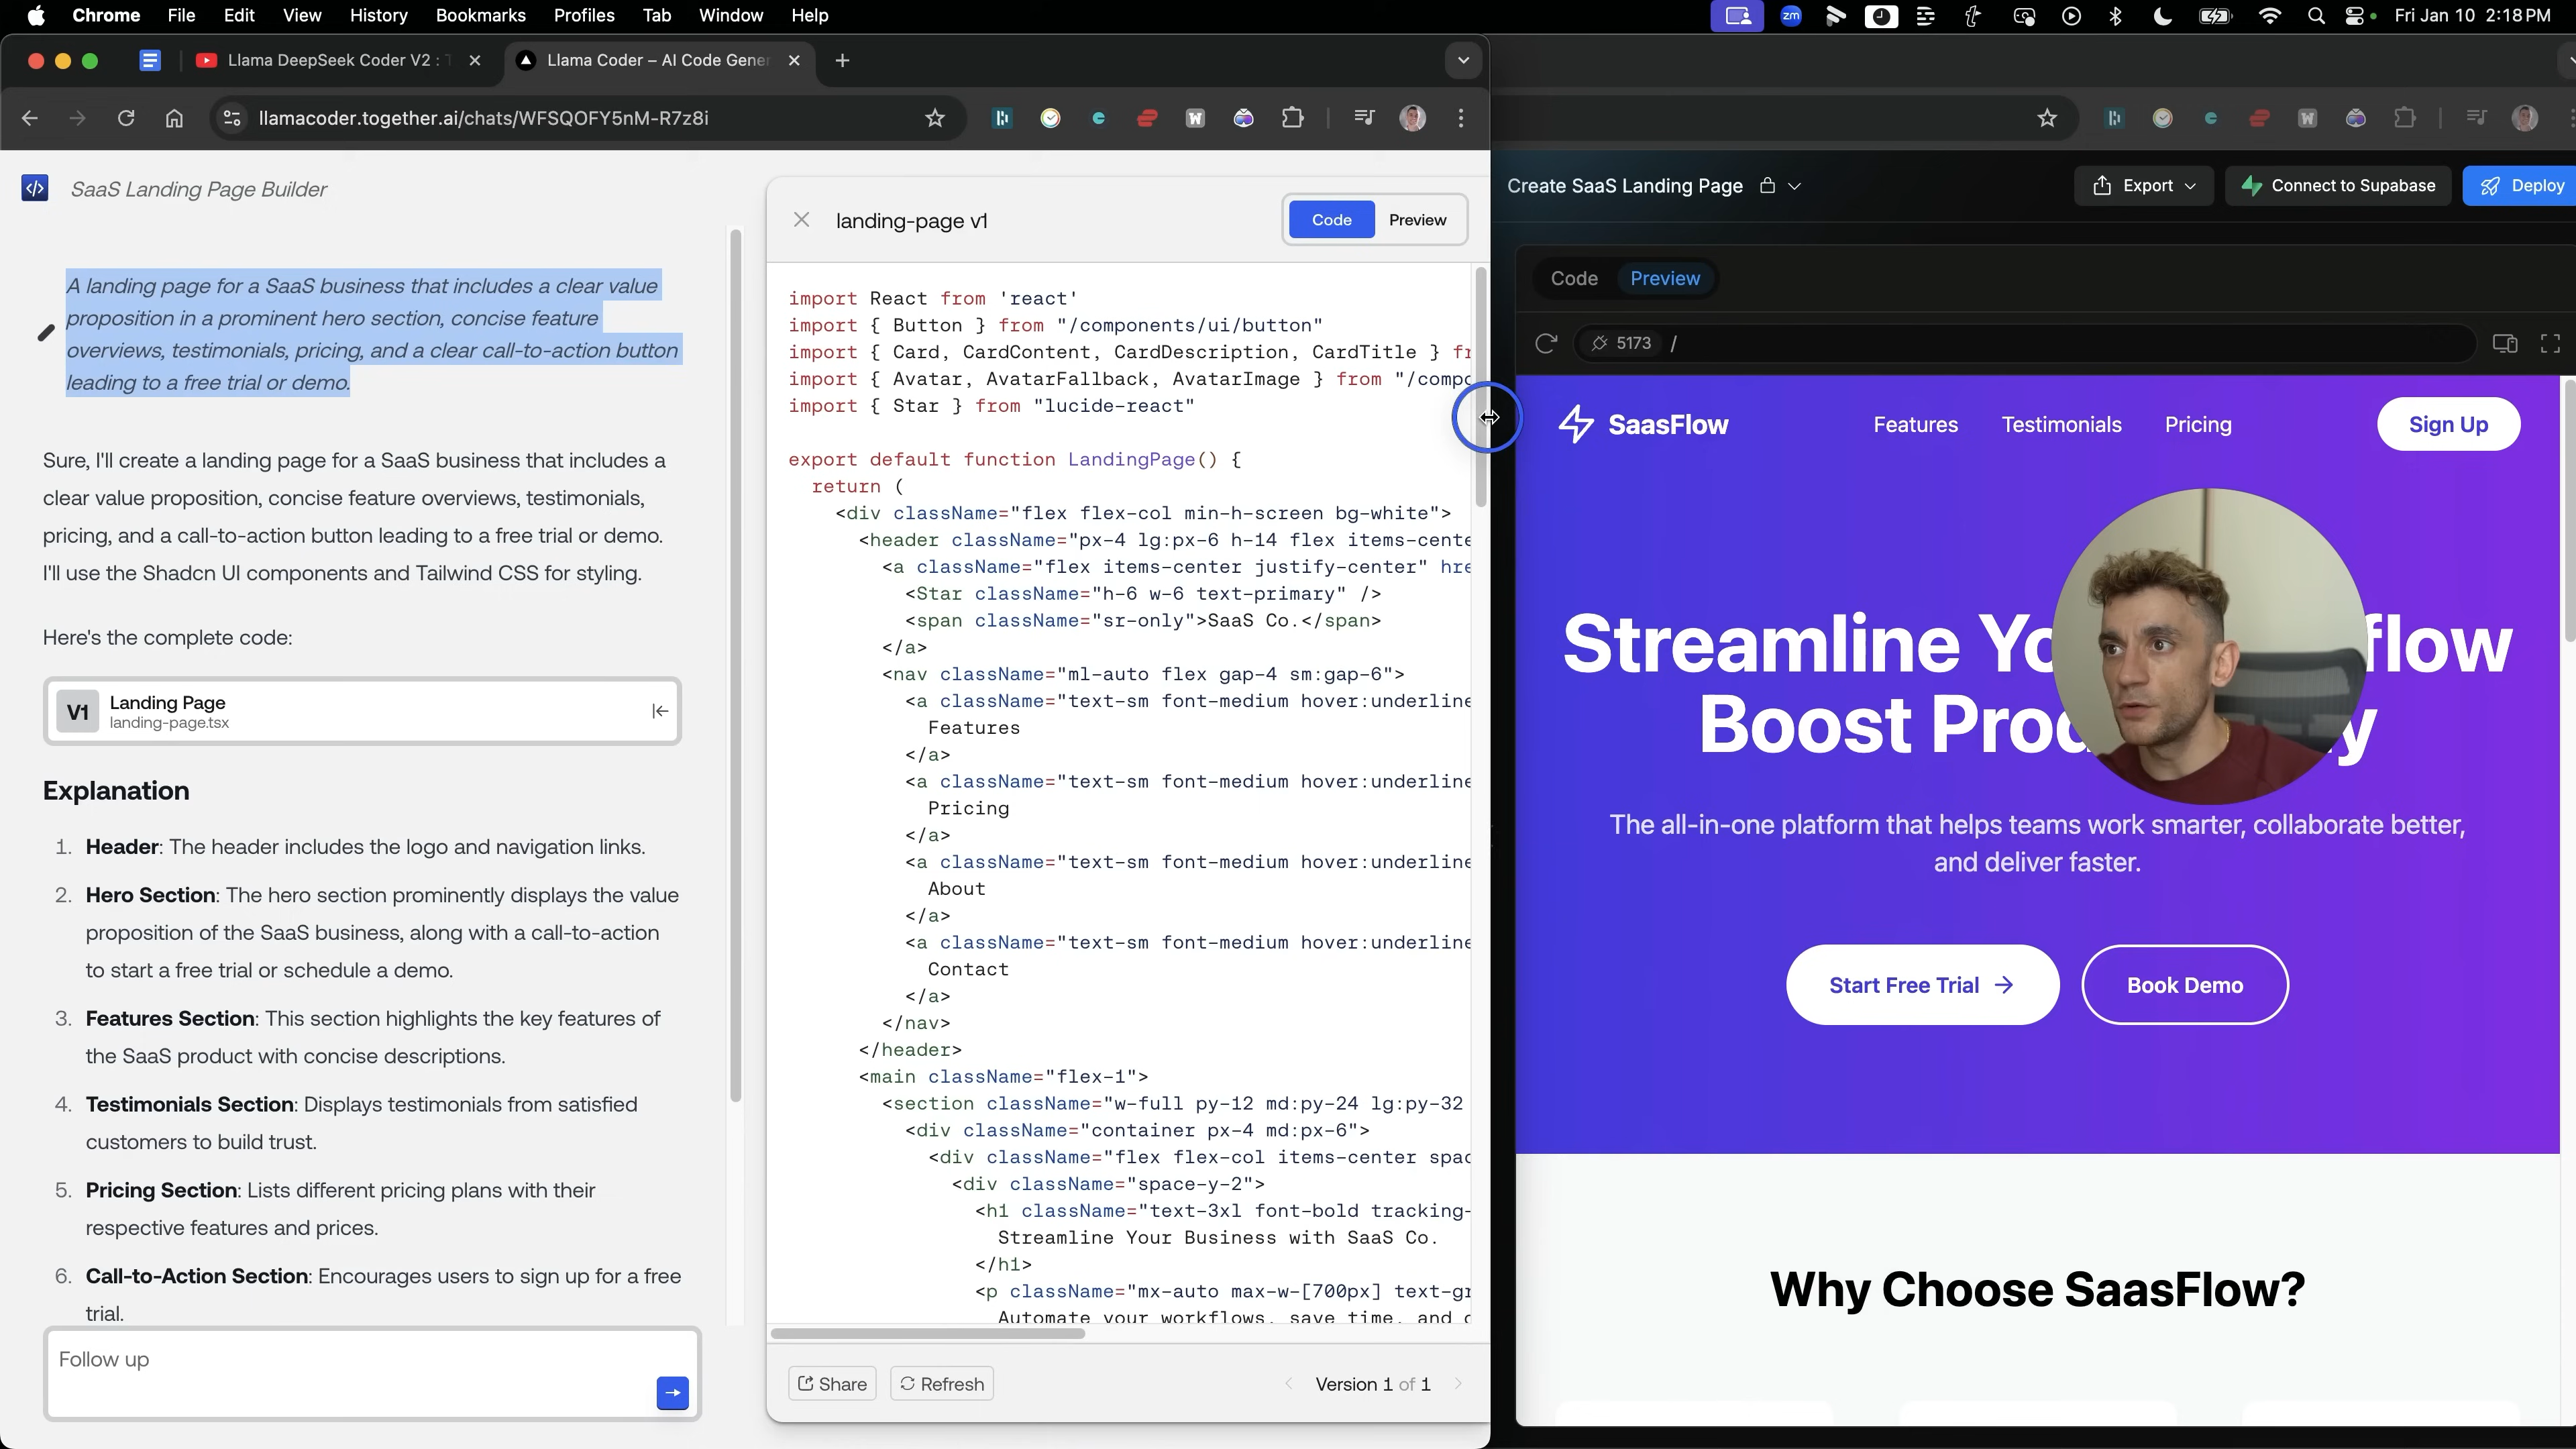 Chrome File Edit View History Bookmarks Profiles Tab Window Help
zm
Fri Jan 10 2:18 PM
Llama DeepSeek Coder V2 :
Llama Coder – AI Code Gener
llamacoder.together.ai/chats/WFSQOFY5nM-R7z8i
SaaS Landing Page Builder
A landing page for a SaaS business that includes a clear value
proposition in a prominent hero section, concise feature
overviews, testimonials, pricing, and a clear call-to-action button
leading to a free trial or demo.
Sure, I'll create a landing page for a SaaS business that includes a
clear value proposition, concise feature overviews, testimonials,
pricing, and a call-to-action button leading to a free trial or demo.
I'll use the Shadcn UI components and Tailwind CSS for styling.
Here's the complete code:
V1
Landing Page
landing-page.tsx
Explanation
1. Header: The header includes the logo and navigation links.
2. Hero Section: The hero section prominently displays the value
proposition of the SaaS business, along with a call-to-action
to start a free trial or schedule a demo.
3. Features Section: This section highlights the key features of
the SaaS product with concise descriptions.
4. Testimonials Section: Displays testimonials from satisfied
customers to build trust.
5. Pricing Section: Lists different pricing plans with their
respective features and prices.
6. Call-to-Action Section: Encourages users to sign up for a free
trial.
Follow up
landing-page v1
Code Preview
import React from 'react'
import { Button } from "/components/ui/button"
import { Card, CardContent, CardDescription, CardTitle } fr
import { Avatar, AvatarFallback, AvatarImage } from "/compo
import { Star } from "lucide-react"
export default function LandingPage() {
return (
<div className="flex flex-col min-h-screen bg-white">
<header className="px-4 lg:px-6 h-14 flex items-cente
<a className="flex items-center justify-center" hre
<Star className="h-6 w-6 text-primary" />
<span className="sr-only">SaaS Co.</span>
</a>
<nav className="ml-auto flex gap-4 sm:gap-6">
<a className="text-sm font-medium hover:underline
Features
</a>
<a className="text-sm font-medium hover:underline
Pricing
</a>
<a className="text-sm font-medium hover:underline
About
</a>
<a className="text-sm font-medium hover:underline
Contact
</a>
</nav>
</header>
<main className="flex-1">
<section className="w-full py-12 md:py-24 lg:py-32
<div className="container px-4 md:px-6">
<div className="flex flex-col items-center spac
<div className="space-y-2">
<h1 className="text-3xl font-bold tracking-
Streamline Your Business with SaaS Co.
</h1>
<p className="mx-auto max-w-[700px] text-gr
Automate your workflows, save time, and
Share Refresh
Version 1 of 1
Create SaaS Landing Page
Export
Connect to Supabase
Deploy
Code Preview
5173 /
SaasFlow
Features Testimonials Pricing
Sign Up
Streamline Yo flow
Boost Prod y
The all-in-one platform that helps teams work smarter, collaborate better,
and deliver faster.
Start Free Trial →
Book Demo
Why Choose SaasFlow?